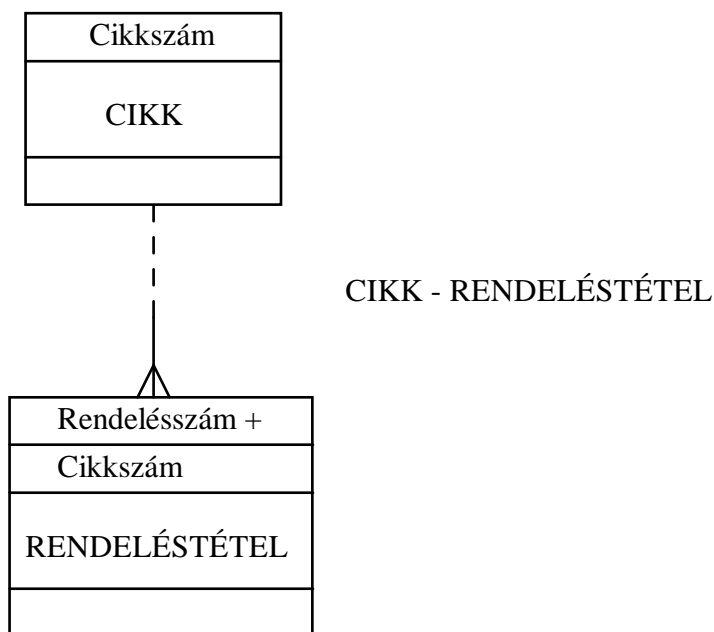 Cikkszám
CIKK
CIKK - RENDELÉSTÉTEL
Rendelésszám +
Cikkszám
RENDELÉSTÉTEL